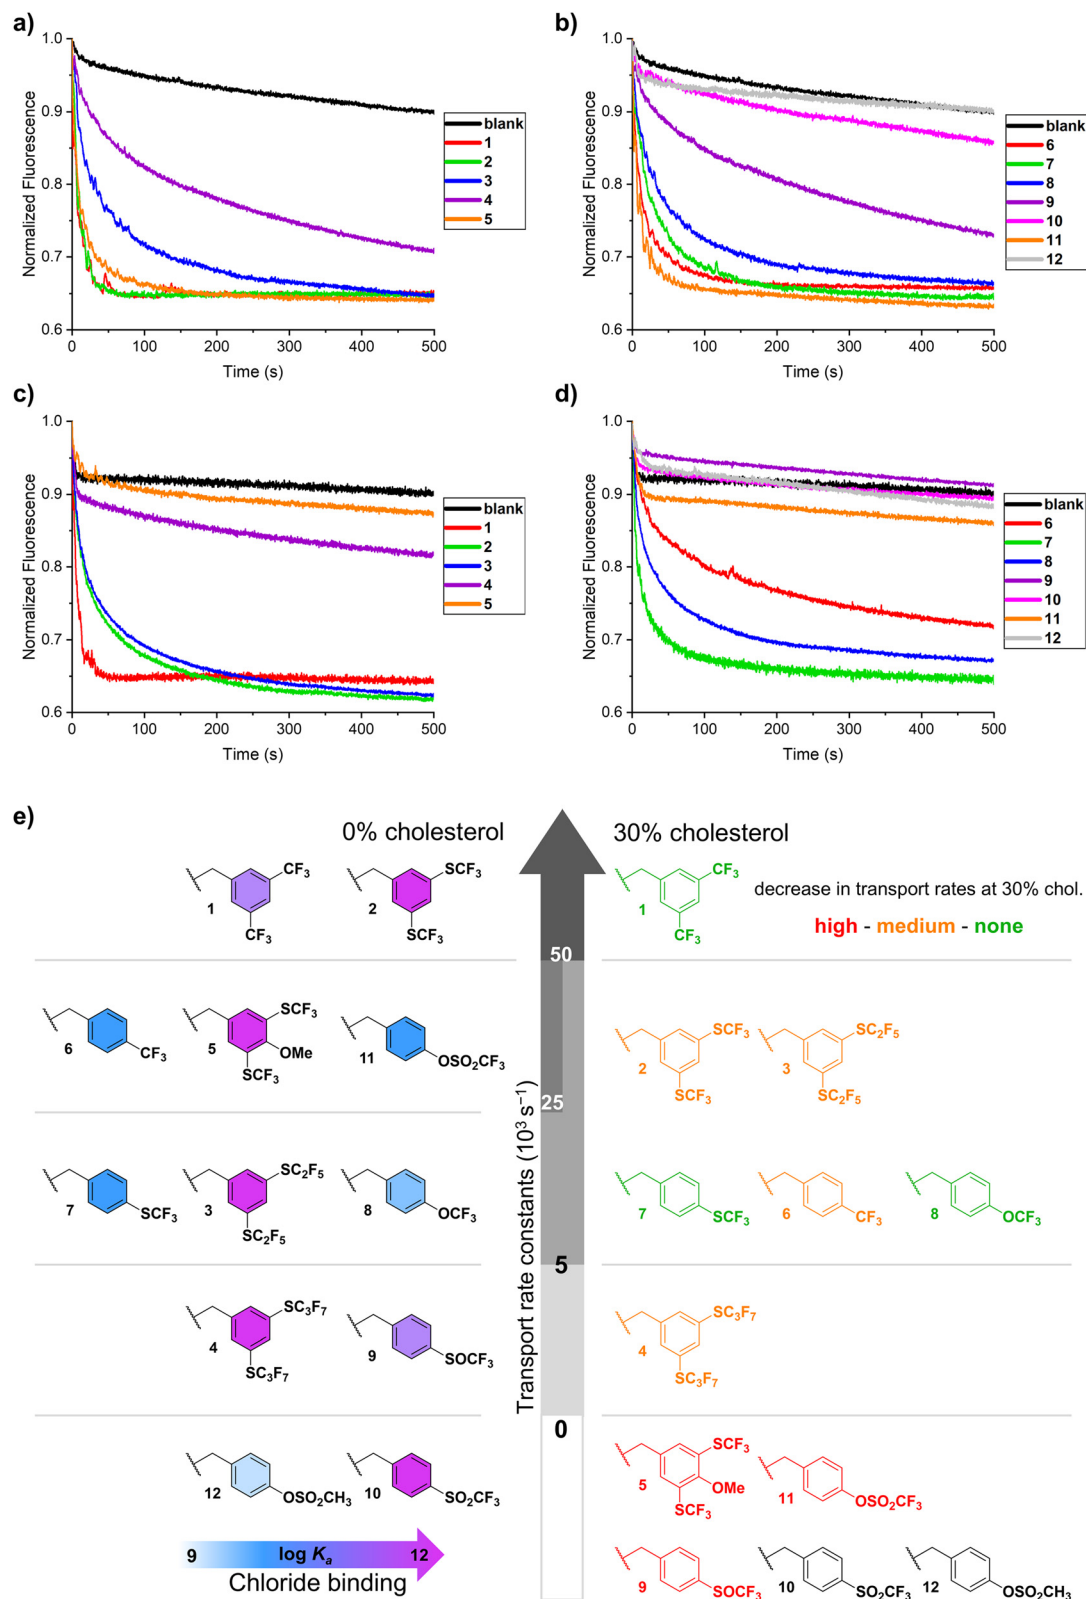 a)
1.0
0.9
0.8
0.7
0.6
Normalized Fluorescence
0 100 200 300 400 500
Time (s)
blank
1
2
3
4
5
b)
1.0
0.9
0.8
0.7
0.6
Normalized Fluorescence
0 100 200 300 400 500
Time (s)
blank
6
7
8
9
10
11
12
c)
1.0
0.9
0.8
0.7
0.6
Normalized Fluorescence
0 100 200 300 400 500
Time (s)
blank
1
2
3
4
5
d)
1.0
0.9
0.8
0.7
0.6
Normalized Fluorescence
0 100 200 300 400 500
Time (s)
blank
6
7
8
9
10
11
12
e)
0% cholesterol
30% cholesterol
decrease in transport rates at 30% chol.
high - medium - none
Transport rate constants (10³ s⁻¹)
50
25
5
0
1 CF₃ CF₃
2 SCF₃ SCF₃
6 CF₃
5 SCF₃ OMe SCF₃
11 OSO₂CF₃
7 SCF₃
3 SC₂F₅ SC₂F₅
8 OCF₃
4 SC₃F₇ SC₃F₇
9 SOCF₃
12 OSO₂CH₃
10 SO₂CF₃
9 log Kₐ 12
Chloride binding
1 CF₃ CF₃
2 SCF₃ SCF₃
3 SC₂F₅ SC₂F₅
7 SCF₃
6 CF₃
8 OCF₃
4 SC₃F₇ SC₃F₇
5 SCF₃ OMe SCF₃
11 OSO₂CF₃
9 SOCF₃
10 SO₂CF₃
12 OSO₂CH₃